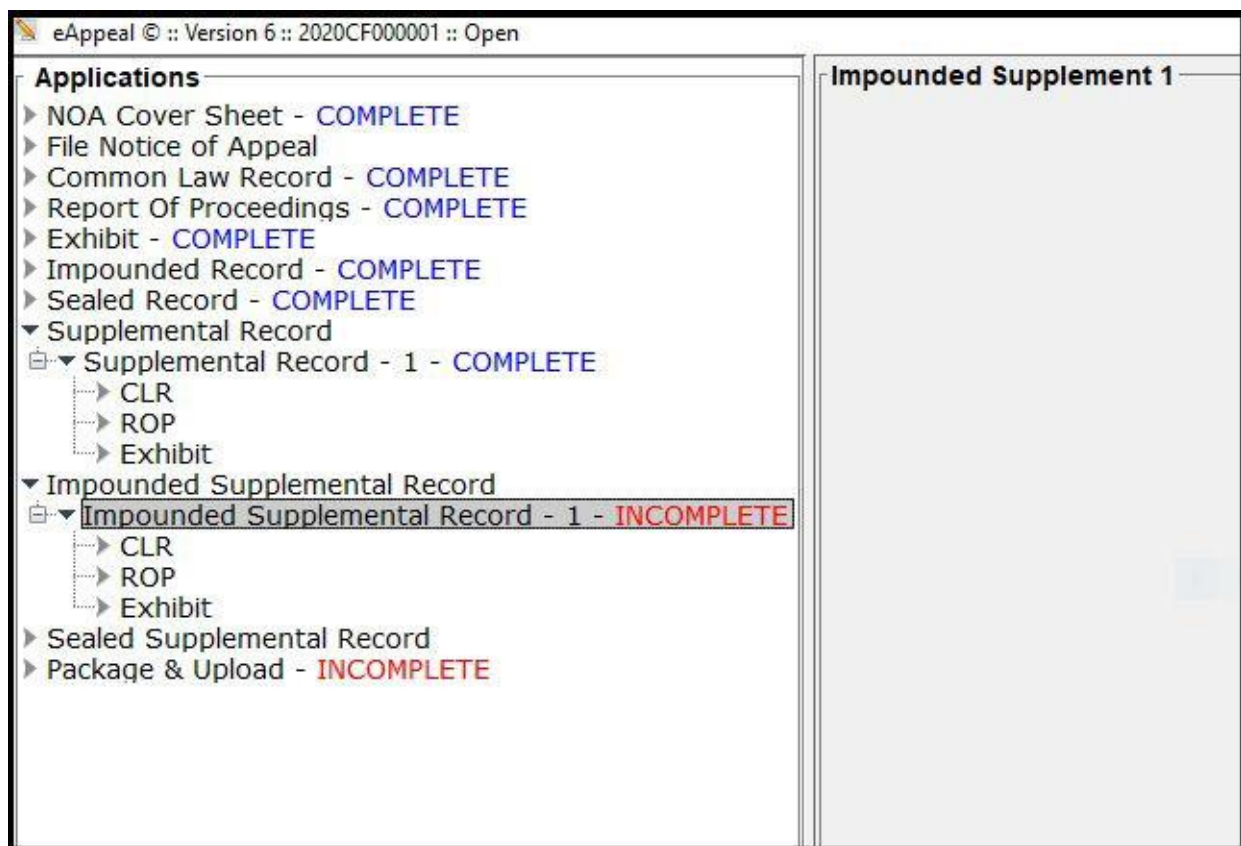 eAppeal © :: Version 6 :: 2020CF000001 :: Open
Applications
NOA Cover Sheet - COMPLETE
File Notice of Appeal
Common Law Record - COMPLETE
Report Of Proceedings - COMPLETE
Exhibit - COMPLETE
Impounded Record - COMPLETE
Sealed Record - COMPLETE
Supplemental Record
Supplemental Record - 1 - COMPLETE
CLR
ROP
Exhibit
Impounded Supplemental Record
Impounded Supplemental Record - 1 - INCOMPLETE
CLR
ROP
Exhibit
Sealed Supplemental Record
Package & Upload - INCOMPLETE
Impounded Supplement 1